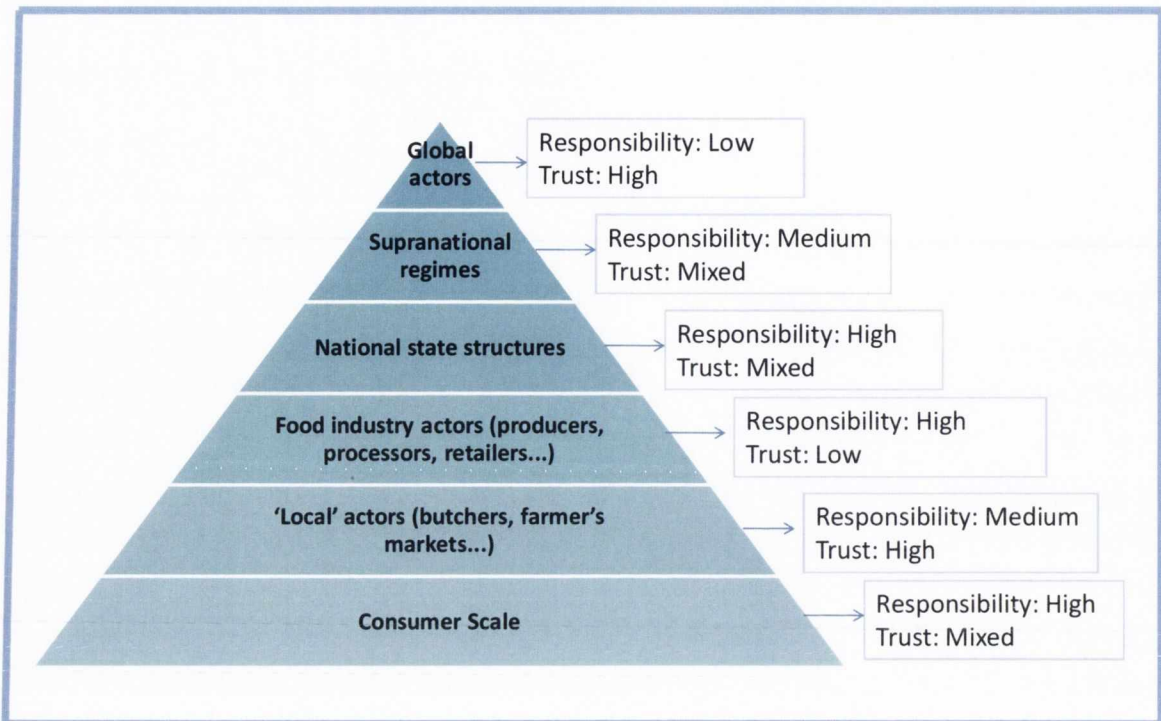 Global
actors
Responsibility: Low
Trust: High
Supranational
regimes
Responsibility: Medium
Trust: Mixed
National state structures
Responsibility: High
Trust: Mixed
Food industry actors (producers,
processors, retailers...)
Responsibility: High
Trust: Low
‘Local’ actors (butchers, farmer’s
markets...)
Responsibility: Medium
Trust: High
Consumer Scale
Responsibility: High
Trust: Mixed